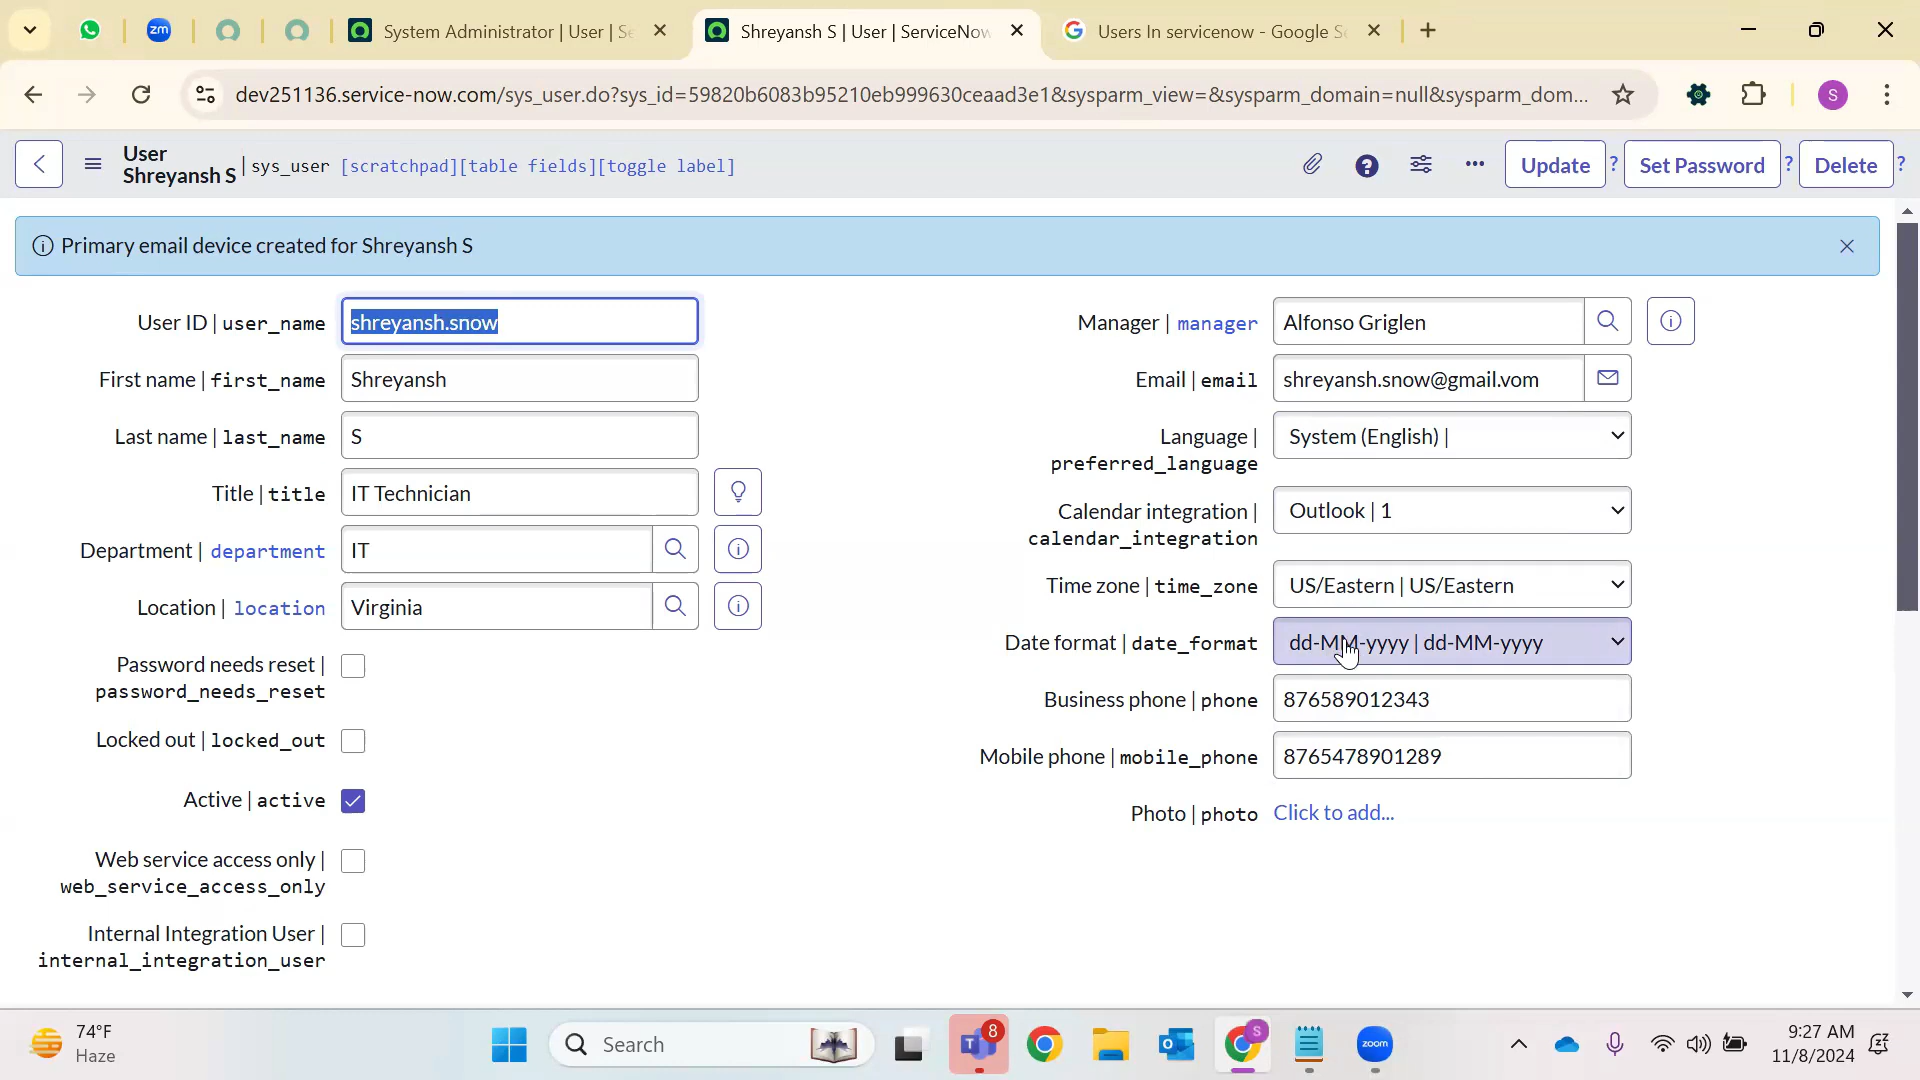 zm
System Administrator | User | Se
Shreyansh S | User | ServiceNow
Users In servicenow - Google Se
dev251136.service-now.com/sys_user.do?sys_id=59820b6083b95210eb999630ceaad3e1&sysparm_view=&sysparm_domain=null&sysparm_dom...
S
User
Shreyansh S | sys_user [scratchpad][table fields][toggle label]
Update ? Set Password ? Delete ?
Primary email device created for Shreyansh S
User ID | user_name shreyansh.snow
First name | first_name Shreyansh
Last name | last_name S
Title | title IT Technician
Department | department IT
Location | location Virginia
Password needs reset |
password_needs_reset
Locked out | locked_out
Active | active
Web service access only |
web_service_access_only
Internal Integration User |
internal_integration_user
Manager | manager Alfonso Griglen
Email | email shreyansh.snow@gmail.vom
Language | System (English) |
preferred_language
Calendar integration | Outlook | 1
calendar_integration
Time zone | time_zone US/Eastern | US/Eastern
Date format | date_format dd-MM-yyyy | dd-MM-yyyy
Business phone | phone 876589012343
Mobile phone | mobile_phone 8765478901289
Photo | photo Click to add...
74°F
Haze
Search
8
S
zoom
9:27 AM
11/8/2024